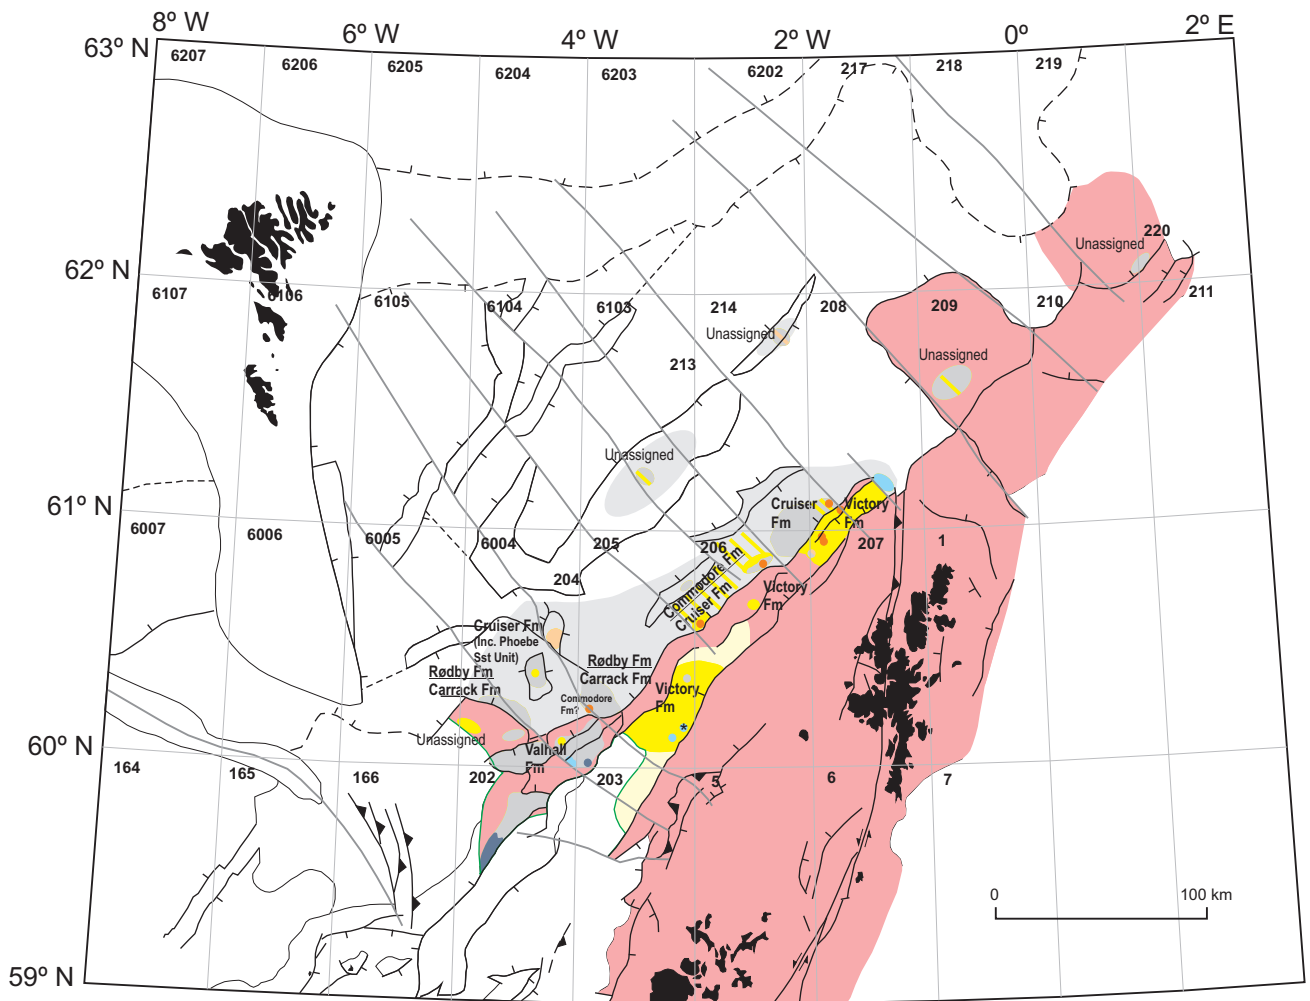 8º W
6º W
4º W
2º W
0º
2º E
63º N
6207
6206
6205
6204
6203
6202
217
218
219
220
Unassigned
62º N
6107
6106
6105
6104
6103
214
208
209
210
211
Unassigned
213
Unassigned
Unassigned
61º N
6007
6006
6005
6004
205
206
Cruiser
Fm
Victory
Fm
207
1
204
Commodore Fm
Cruiser Fm
Victory
Fm
Cruiser Fm
(Inc. Phoebe
Sst Unit)
Rødby Fm
Carrack Fm
Rødby Fm
Carrack Fm
Commodore
Fm?
Victory
Fm
*
Unassigned
Valhall
Fm
60º N
164
165
166
202
203
5
6
7
0
100 km
59º N